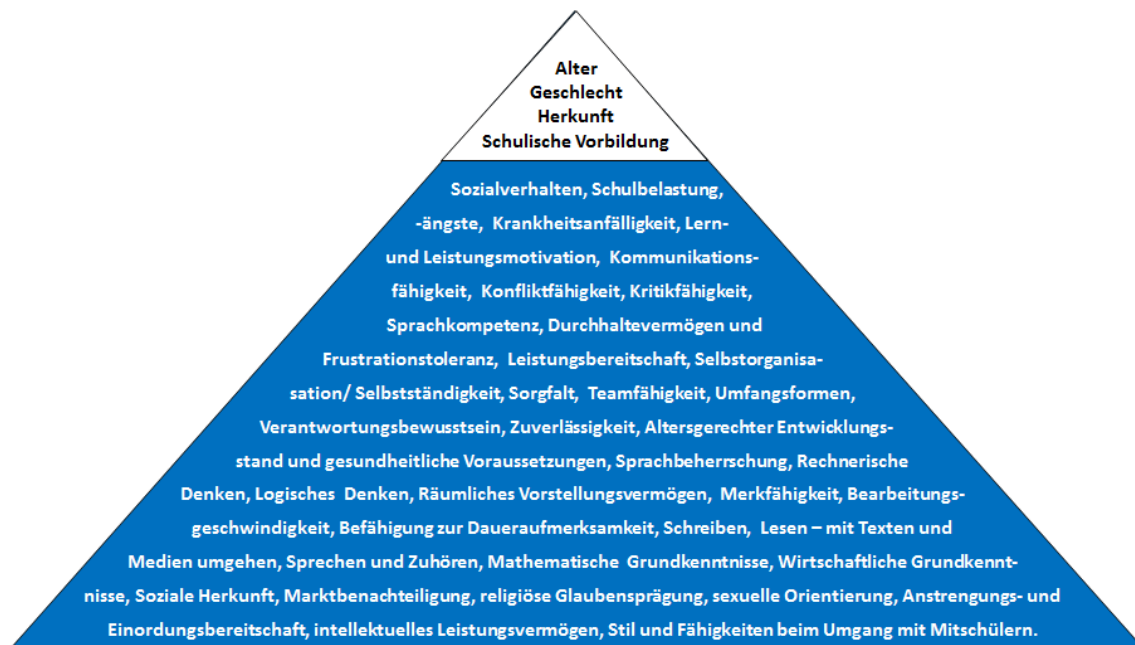 Alter
Geschlecht
Herkunft
Schulische Vorbildung
Sozialverhalten, Schulbelastung,
-ängste, Krankheitsanfälligkeit, Lern-
und Leistungsmotivation, Kommunikations-
fähigkeit, Konfliktfähigkeit, Kritikfähigkeit,
Sprachkompetenz, Durchhaltevermögen und
Frustrationstoleranz, Leistungsbereitschaft, Selbstorganisa-
sation/ Selbstständigkeit, Sorgfalt, Teamfähigkeit, Umfangsformen,
Verantwortungsbewusstsein, Zuverlässigkeit, Altersgerechter Entwicklungs-
stand und gesundheitliche Voraussetzungen, Sprachbeherrschung, Rechnerische
Denken, Logisches Denken, Räumliches Vorstellungsvermögen, Merkfähigkeit, Bearbeitungs-
geschwindigkeit, Befähigung zur Daueraufmerksamkeit, Schreiben, Lesen – mit Texten und
Medien umgehen, Sprechen und Zuhören, Mathematische Grundkenntnisse, Wirtschaftliche Grundkennt-
nisse, Soziale Herkunft, Marktbenachteiligung, religiöse Glaubensprägung, sexuelle Orientierung, Anstrengungs- und
Einordungsbereitschaft, intellektuelles Leistungsvermögen, Stil und Fähigkeiten beim Umgang mit Mitschülern.